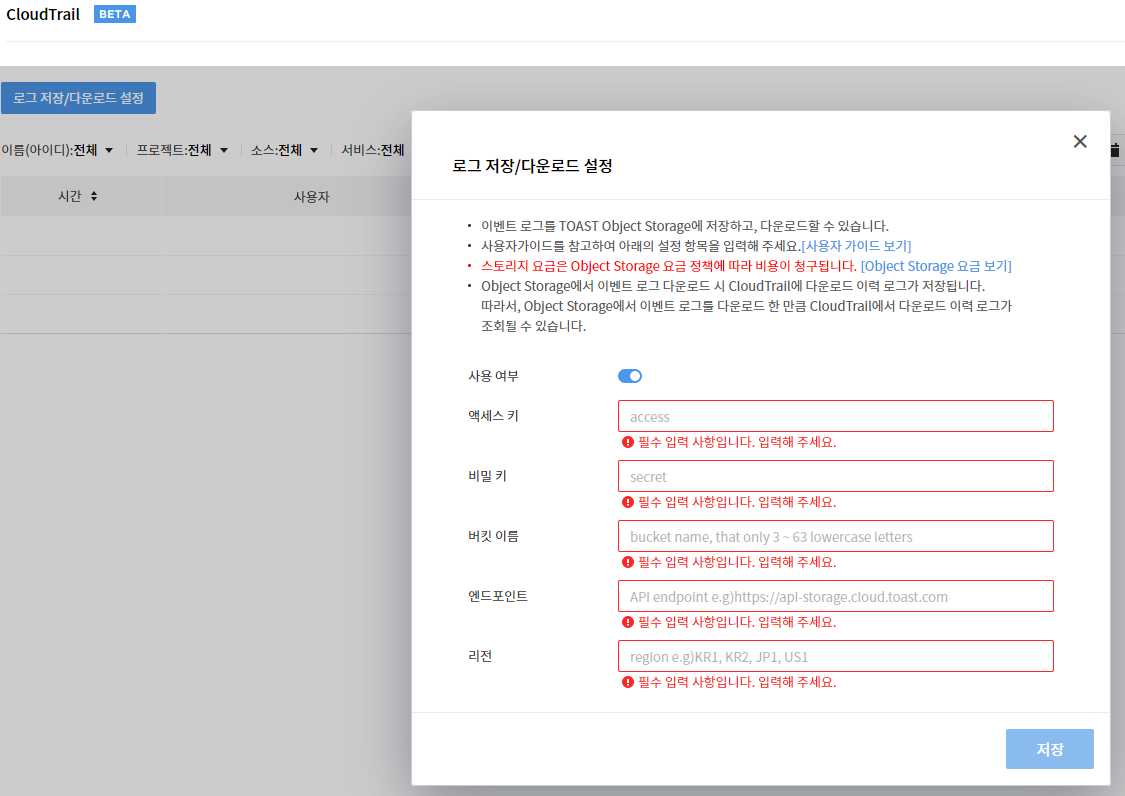 CloudTrail BETA
로그 저장/다운로드 설정
이름(아이디):전체 프로젝트:전체 소스:전체 서비스:전체
시간 사용자
로그 저장/다운로드 설정
• 이벤트 로그를 TOAST Object Storage에 저장하고, 다운로드할 수 있습니다.
• 사용자가이드를 참고하여 아래의 설정 항목을 입력해 주세요.[사용자 가이드 보기]
• 스토리지 요금은 Object Storage 요금 정책에 따라 비용이 청구됩니다. [Object Storage 요금 보기]
• Object Storage에서 이벤트 로그 다운로드 시 CloudTrail에 다운로드 이력 로그가 저장됩니다.
따라서, Object Storage에서 이벤트 로그를 다운로드 한 만큼 CloudTrail에서 다운로드 이력 로그가
조회될 수 있습니다.
사용 여부
액세스 키 access
필수 입력 사항입니다. 입력해 주세요.
비밀 키 secret
필수 입력 사항입니다. 입력해 주세요.
버킷 이름 bucket name, that only 3 ~ 63 lowercase letters
필수 입력 사항입니다. 입력해 주세요.
엔드포인트 API endpoint e.g)https://api-storage.cloud.toast.com
필수 입력 사항입니다. 입력해 주세요.
리전 region e.g)KR1, KR2, JP1, US1
필수 입력 사항입니다. 입력해 주세요.
저장